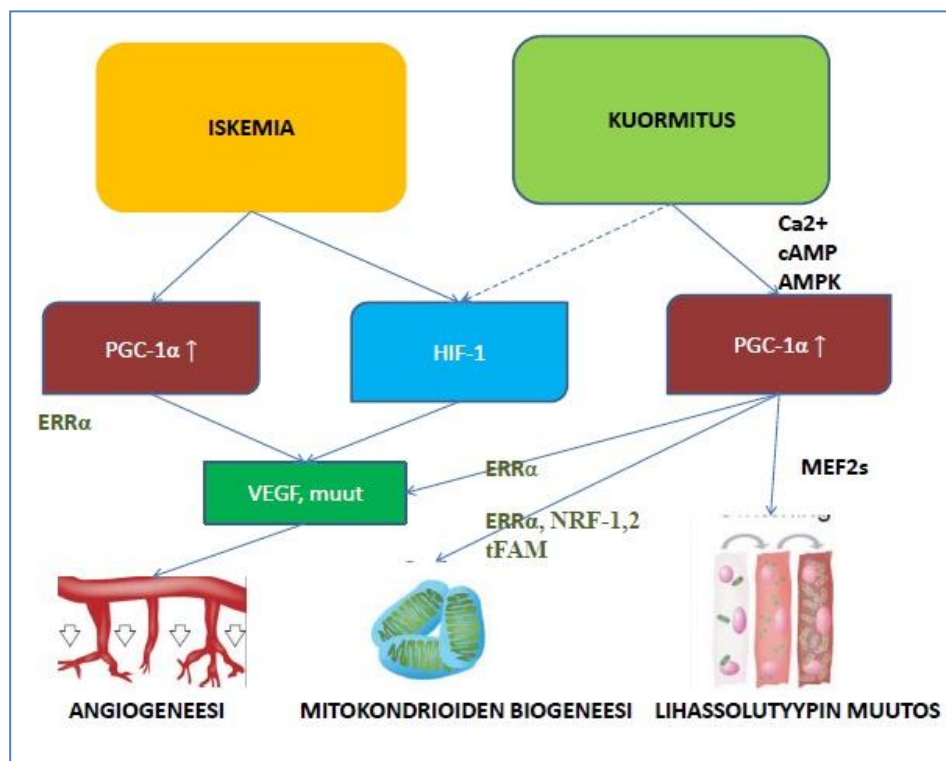 ISKEMIA
KUORMITUS
Ca2+
cAMP
AMPK
PGC-1α ↑
HIF-1
PGC-1α ↑
ERRα
VEGF, muut
ERRα
MEF2s
ERRα, NRF-1,2
tFAM
ANGIOGENEESI
MITOKONDRIOIDEN BIOGENEESI
LIHASSOLUTYYPIN MUUTOS